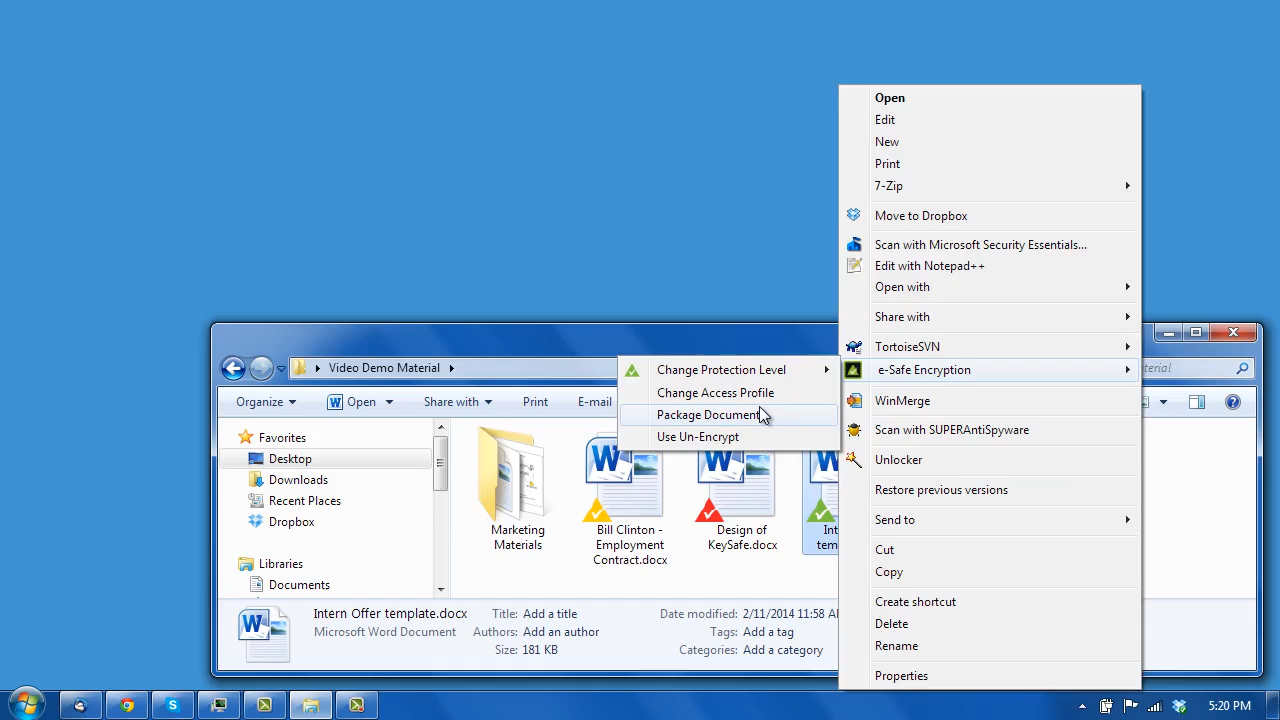 Open
Edit
New
Print
7-Zip
Move to Dropbox
Scan with Microsoft Security Essentials...
Edit with Notepad++
Open with
Share with
TortoiseSVN
e-Safe Encryption
WinMerge
Scan with SUPERAntiSpyware
Unlocker
Restore previous versions
Send to
Cut
Copy
Create shortcut
Delete
Rename
Properties
Change Protection Level
Change Access Profile
Package Document
Use Un-Encrypt
Video Demo Material
Organize Open Share with Print E-mail
Favorites
Desktop
Downloads
Recent Places
Dropbox
Libraries
Documents
Marketing
Materials
Bill Clinton -
Employment
Contract.docx
Design of
KeySafe.docx
Intern Offer template.docx
Microsoft Word Document
Title: Add a title
Authors: Add an author
Size: 181 KB
Date modified: 2/11/2014 11:58 A
Tags: Add a tag
Category: Add a category
5:20 PM